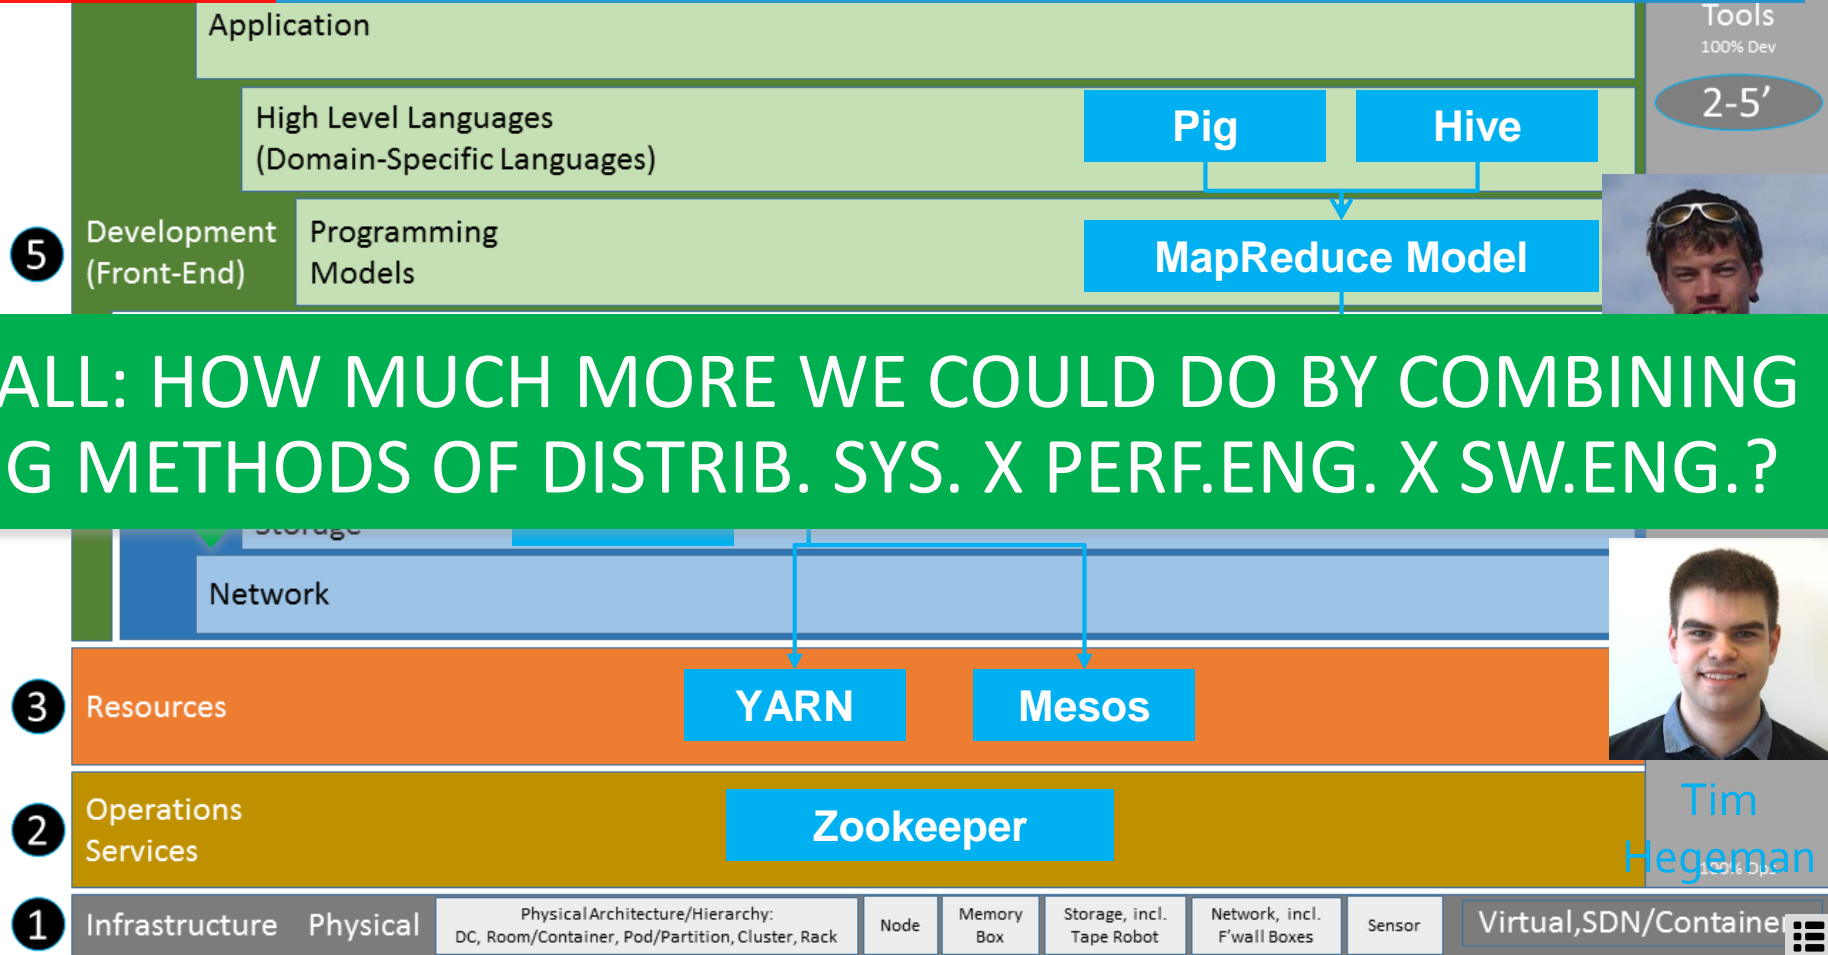 Application
Tools
100% Dev
2-5’
High Level Languages
(Domain-Specific Languages)
Pig
Hive
5
Development
(Front-End)
Programming
Models
MapReduce Model
ALL: HOW MUCH MORE WE COULD DO BY COMBINING
G METHODS OF DISTRIB. SYS. X PERF.ENG. X SW.ENG.?
Storage
Network
3
Resources
YARN
Mesos
2
Operations
Services
Zookeeper
Tim
Hegeman
100% Ops
1
Infrastructure
Physical
Physical Architecture/Hierarchy:
DC, Room/Container, Pod/Partition, Cluster, Rack
Node
Memory
Box
Storage, incl.
Tape Robot
Network, incl.
F'wall Boxes
Sensor
Virtual,SDN/Container